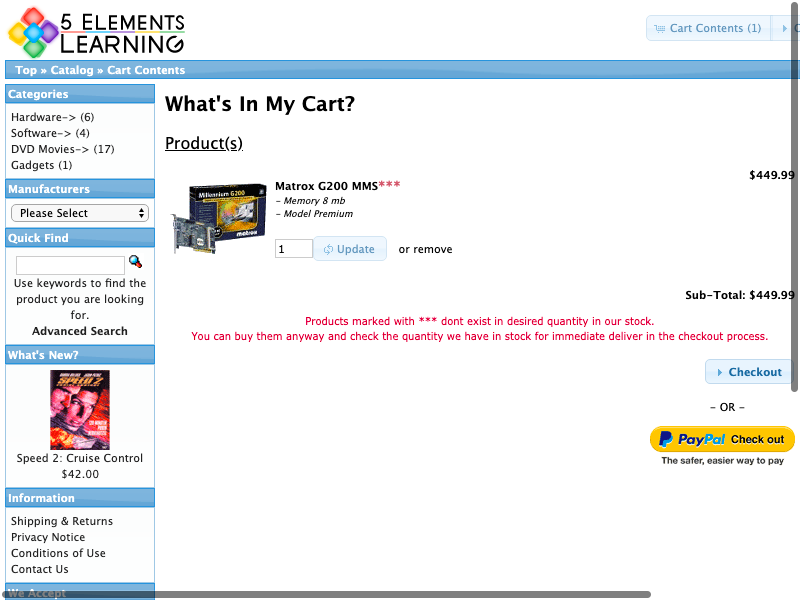 5 ELEMENTS
LEARNING
Cart Contents (1)
Top » Catalog » Cart Contents
Categories
Hardware-> (6)
Software-> (4)
DVD Movies-> (17)
Gadgets (1)
Manufacturers
Please Select
Quick Find
Use keywords to find the
product you are looking
for.
Advanced Search
What's New?
SPEED 2
Speed 2: Cruise Control
$42.00
Information
Shipping & Returns
Privacy Notice
Conditions of Use
Contact Us
We Accept
What's In My Cart?
Product(s)
Millennium G200
matrox
Matrox G200 MMS***
- Memory 8 mb
- Model Premium
$449.99
1
Update
or remove
Sub-Total: $449.99
Products marked with *** dont exist in desired quantity in our stock.
You can buy them anyway and check the quantity we have in stock for immediate deliver in the checkout process.
Checkout
- OR -
PayPal Check out
The safer, easier way to pay